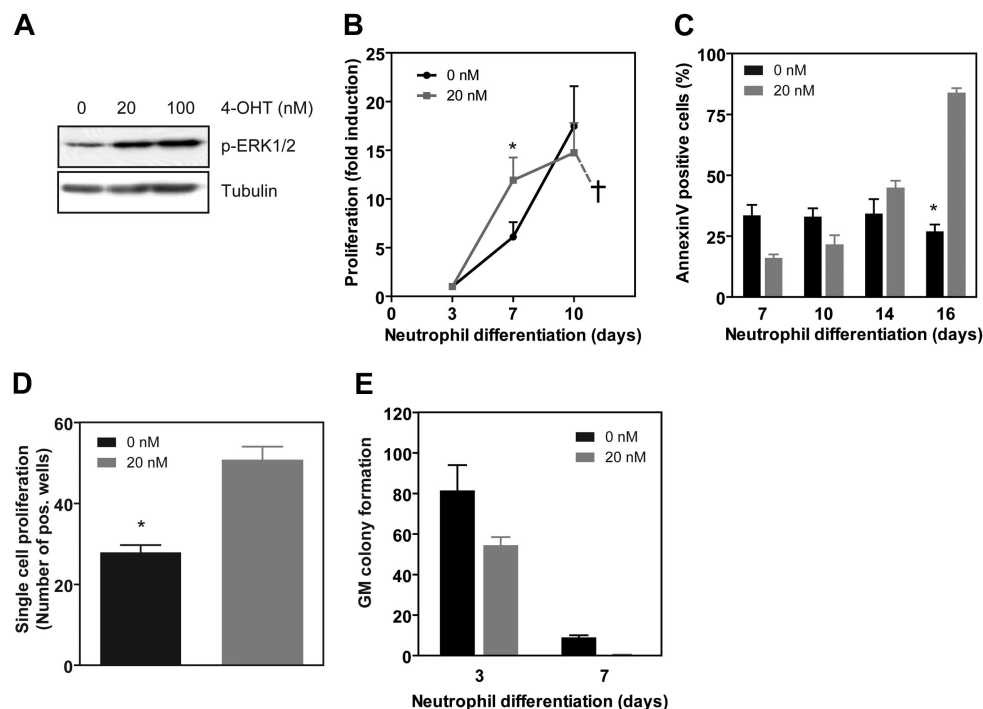 A
0 20 100 4-OHT (nM)
p-ERK1/2
Tubulin
B
Proliferation (fold induction)
25
20
15
10
5
0
0 nM
20 nM
*
†
0 3 7 10
Neutrophil differentiation (days)
C
AnnexinV positive cells (%)
100
75
50
25
0
0 nM
20 nM
*
7 10 14 16
Neutrophil differentiation (days)
D
Single cell proliferation
(Number of pos. wells)
60
40
20
0
0 nM
20 nM
*
E
GM colony formation
120
100
80
60
40
20
0
0 nM
20 nM
3 7
Neutrophil differentiation (days)